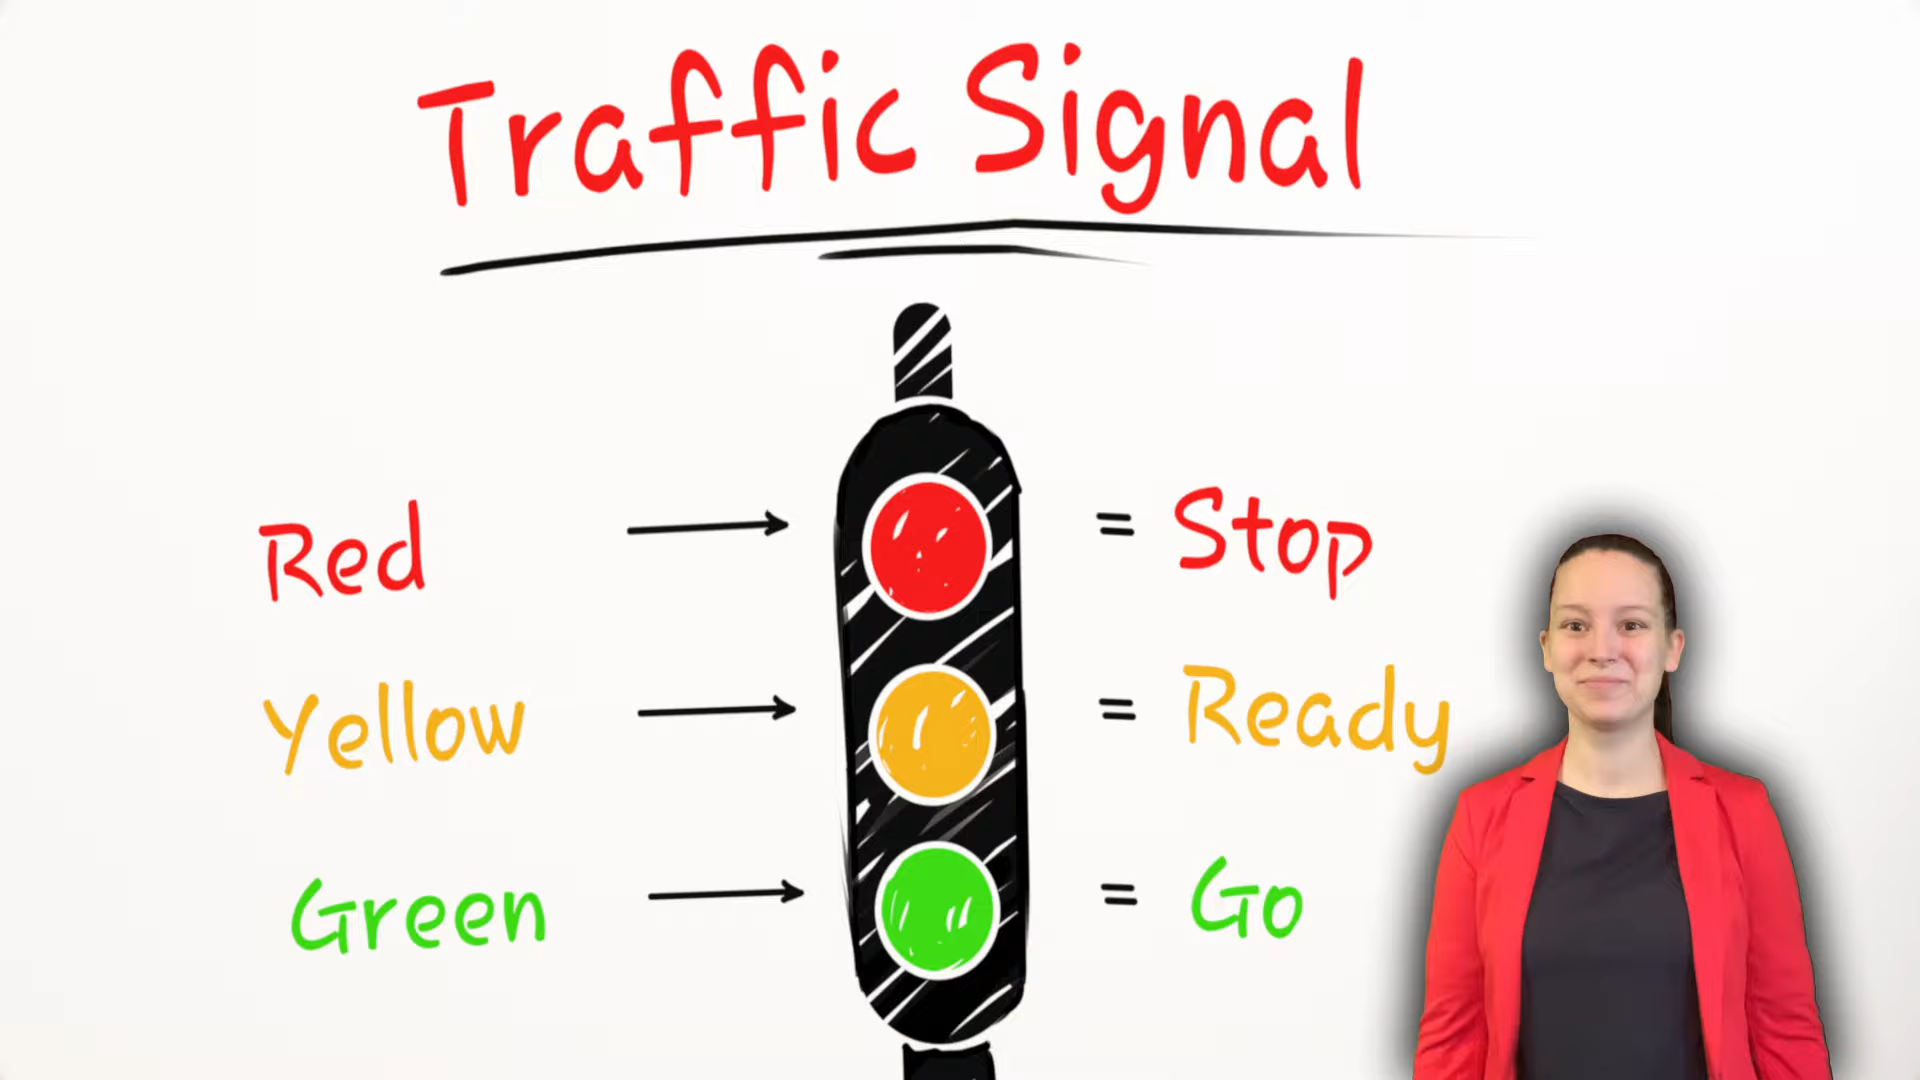 Traffic Signal
Red = Stop
Yellow = Ready
Green = Go